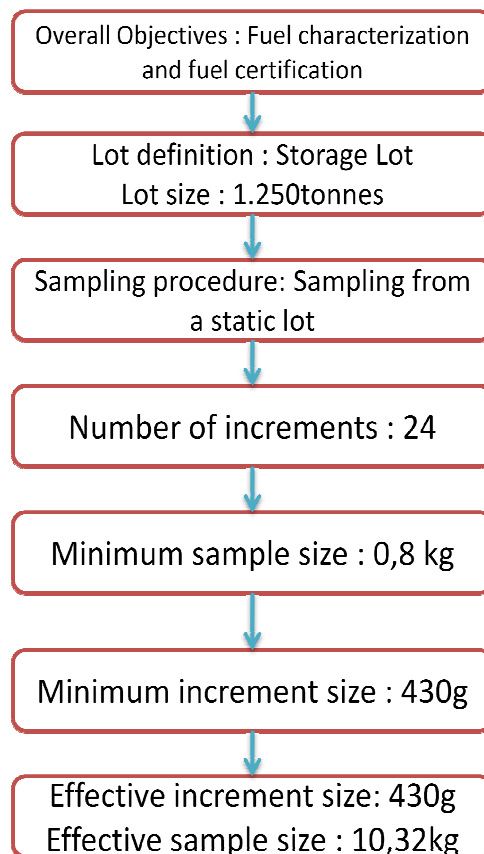 Overall Objectives : Fuel characterization
and fuel certification
Lot definition : Storage Lot
Lot size : 1.250tonnes
Sampling procedure: Sampling from
a static lot
Number of increments : 24
Minimum sample size : 0,8 kg
Minimum increment size : 430g
Effective increment size: 430g
Effective sample size : 10,32kg